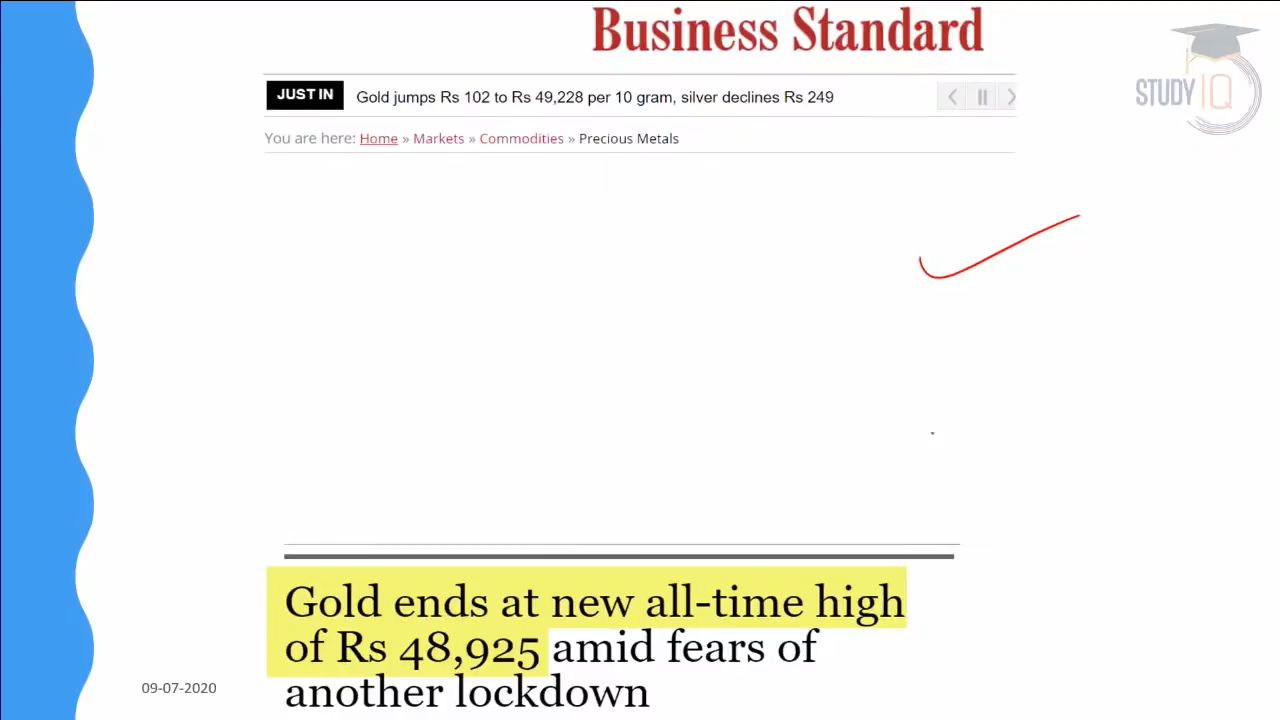 Business Standard
JUST IN
Gold jumps Rs 102 to Rs 49,228 per 10 gram, silver declines Rs 249
You are here: Home » Markets » Commodities » Precious Metals
STUDY IQ
Gold ends at new all-time high
of Rs 48,925 amid fears of
another lockdown
09-07-2020